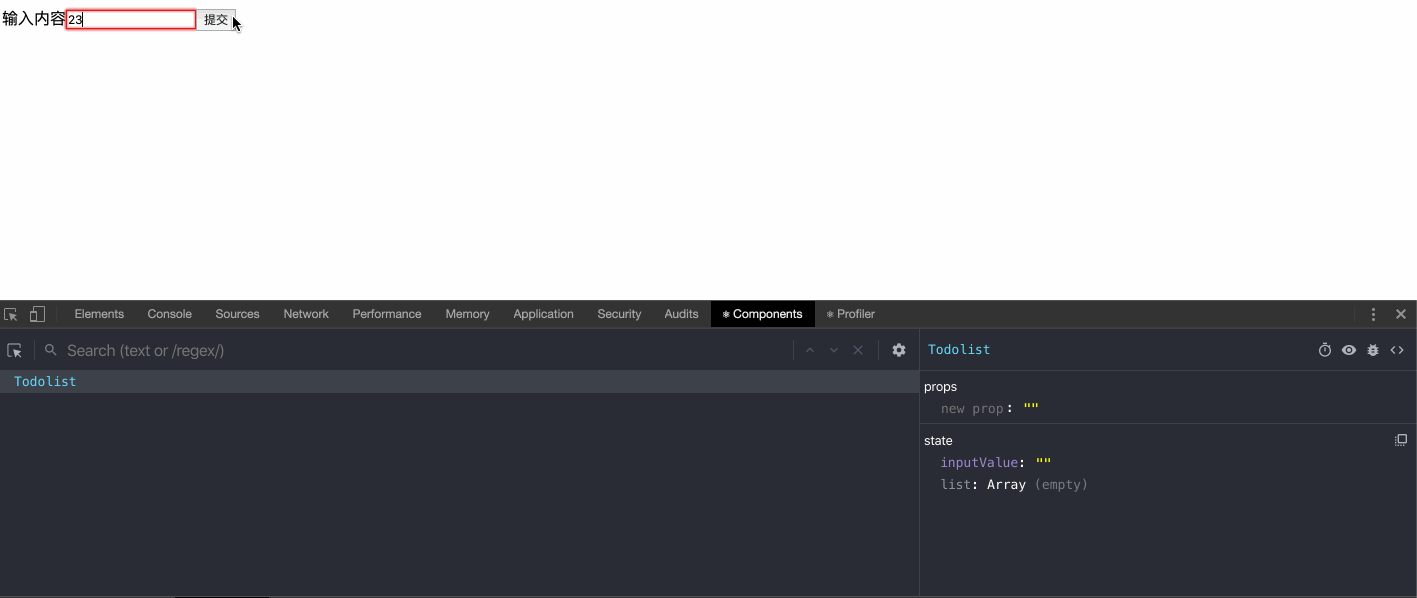 输入内容 23 提交
Elements Console Sources Network Performance Memory Application Security Audits ⚛ Components ⚛ Profiler
Search (text or /regex/)
Todolist
Todolist
props
new prop: ""
state
inputValue: ""
list: Array (empty)